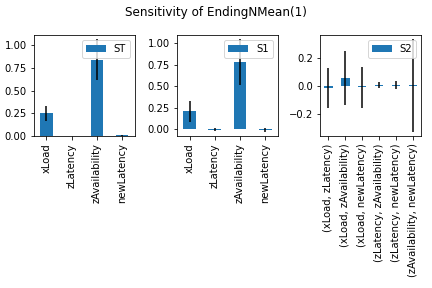 Sensitivity of EndingNMean(1)
ST
1.00
0.75
0.50
0.25
0.00
xLoad
zLatency
zAvailability
newLatency
S1
1.00
0.75
0.50
0.25
0.00
xLoad
zLatency
zAvailability
newLatency
S2
0.2
0.0
−0.2
(xLoad, zLatency)
(xLoad, zAvailability)
(xLoad, newLatency)
(zLatency, zAvailability)
(zLatency, newLatency)
(zAvailability, newLatency)